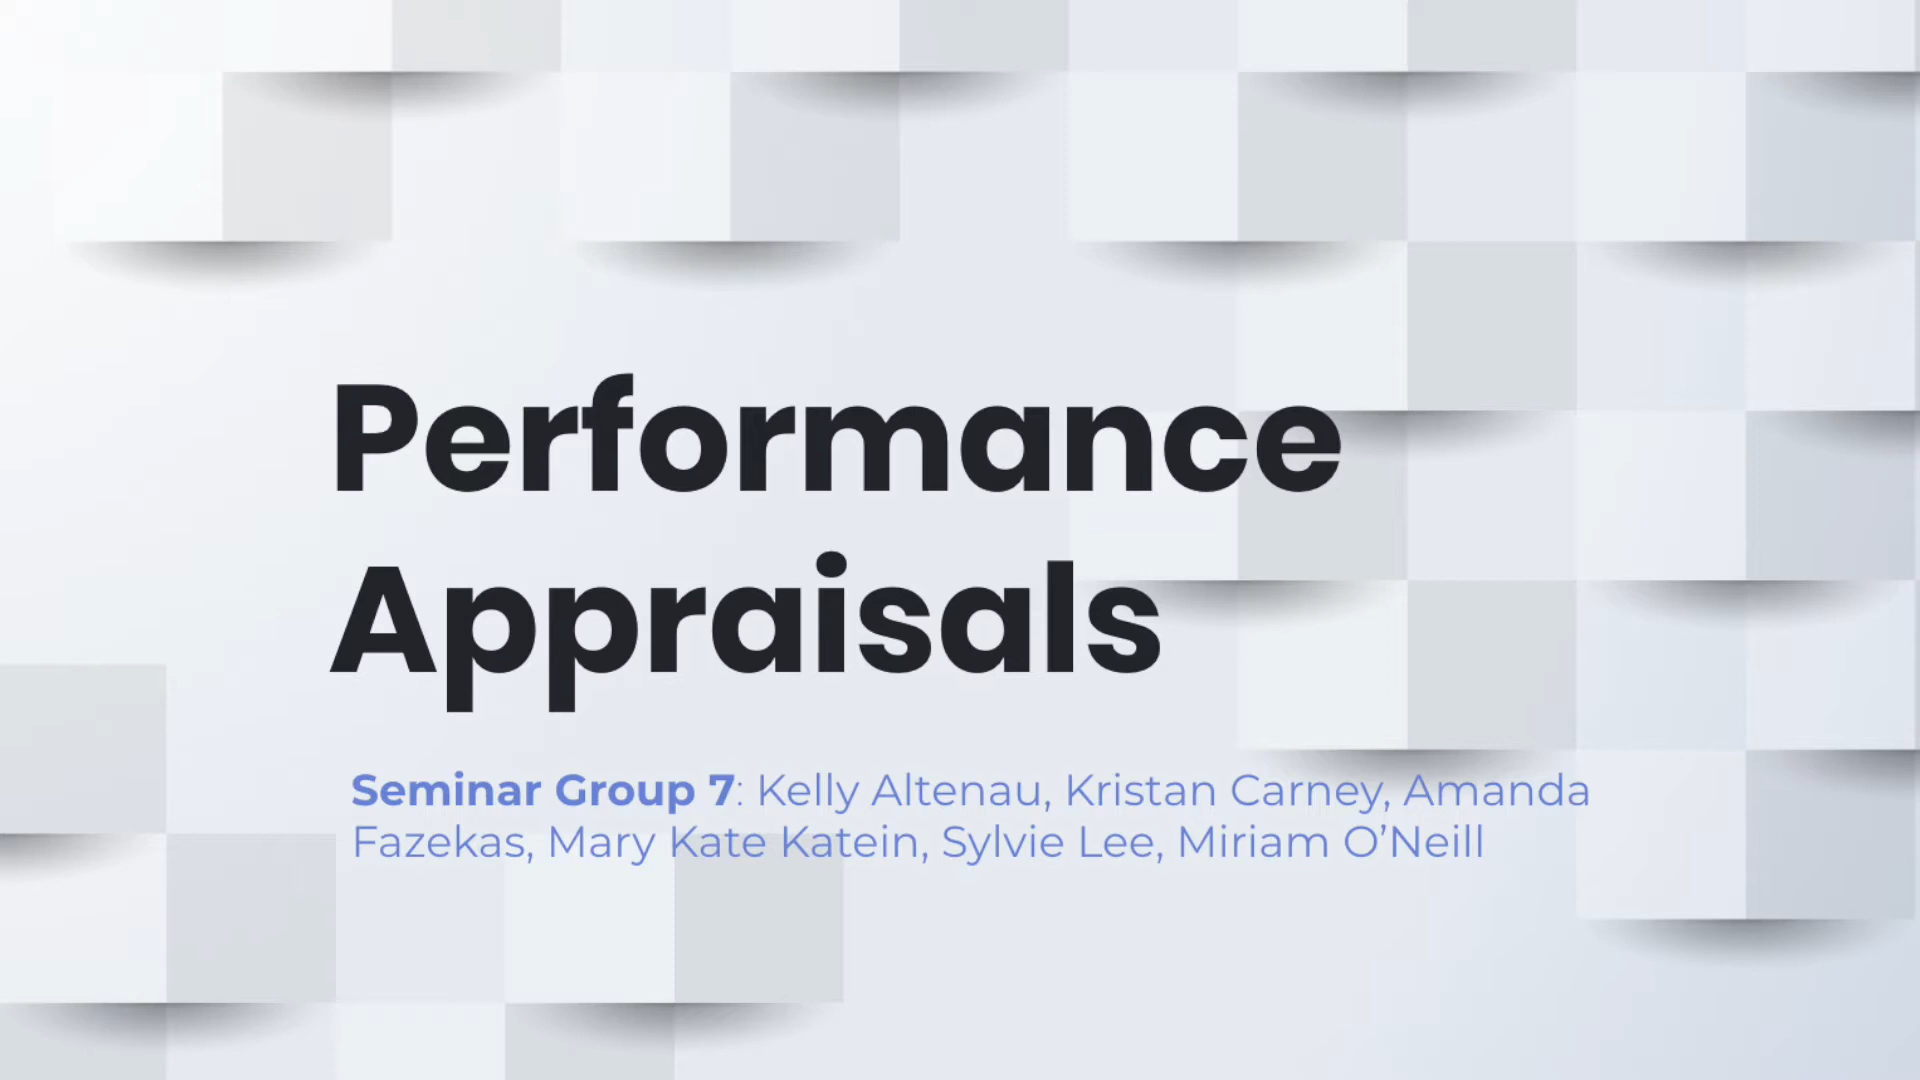 Performance
Appraisals
Seminar Group 7: Kelly Altenau, Kristan Carney, Amanda
Fazekas, Mary Kate Katein, Sylvie Lee, Miriam O’Neill